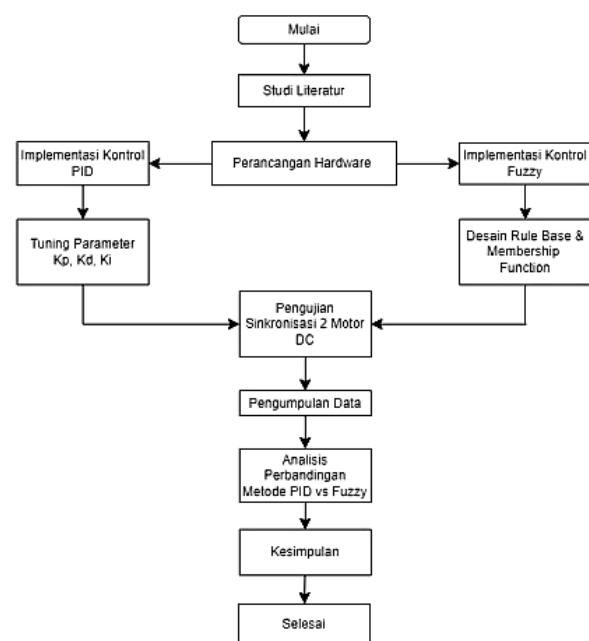 Mulai
Studi Literatur
Implementasi Kontrol
PID
Perancangan Hardware
Implementasi Kontrol
Fuzzy
Tuning Parameter
Kp, Kd, Ki
Desain Rule Base &
Membership
Function
Pengujian
Sinkronisasi 2 Motor
DC
Pengumpulan Data
Analisis
Perbandingan
Metode PID vs Fuzzy
Kesimpulan
Selesai